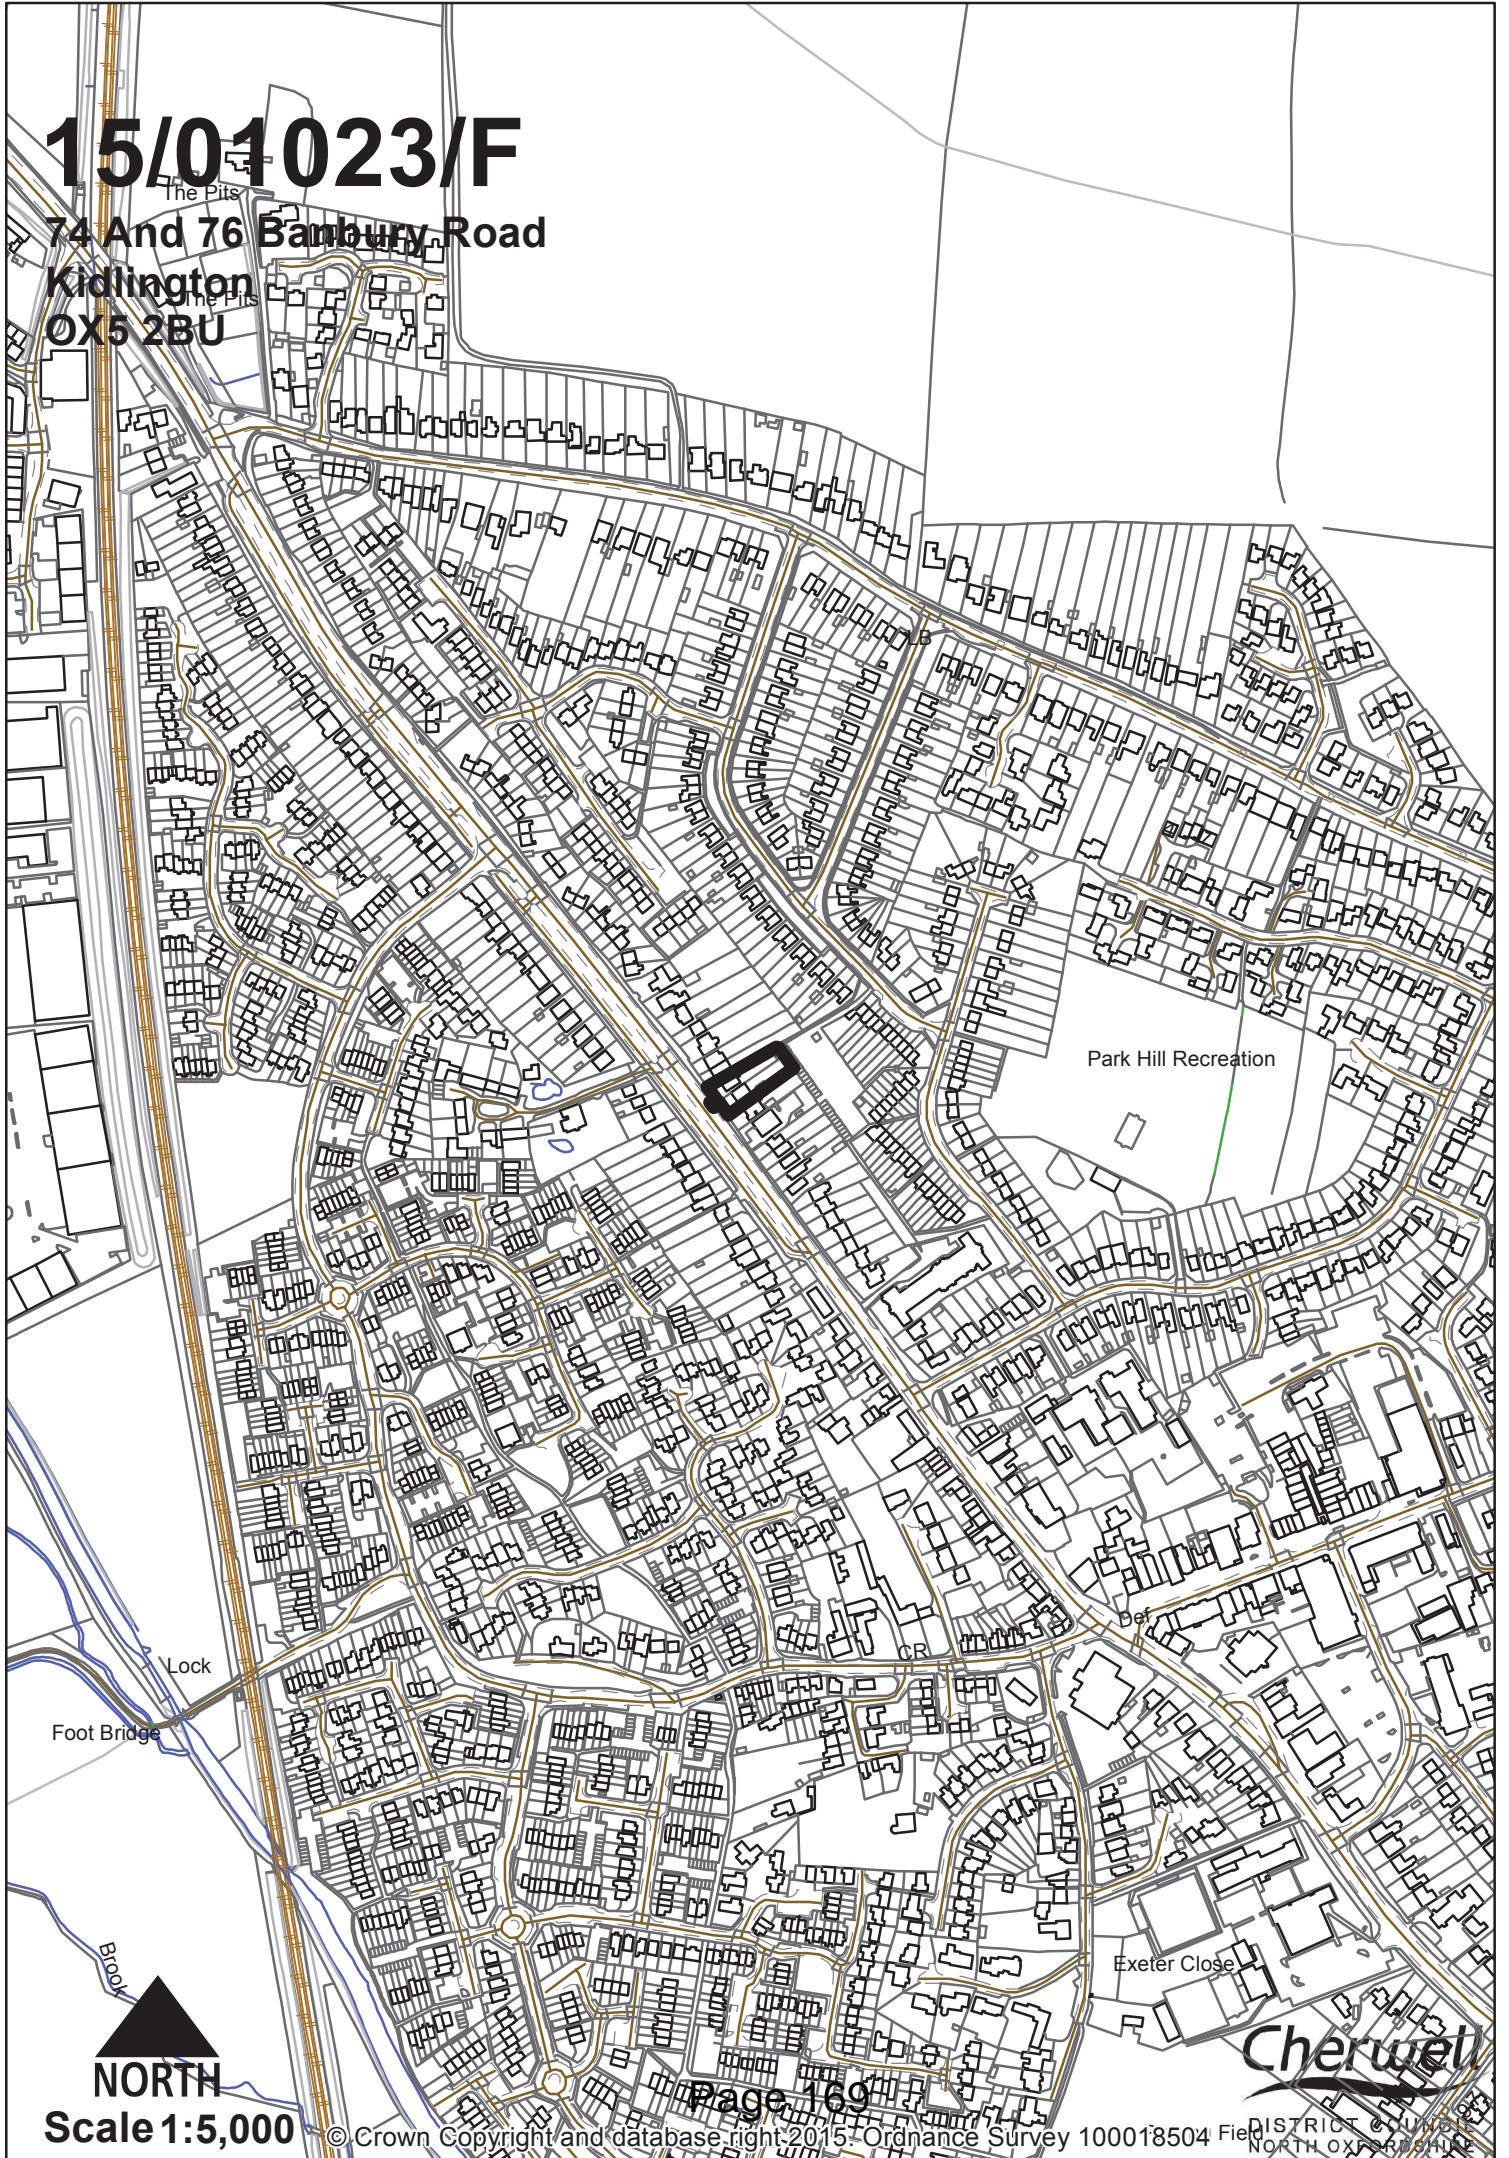 15/01023/F
The Pits
74 And 76 Banbury Road
Kidlington
The Pits
OX5 2BU
LB
Park Hill Recreation
Def
CR
Lock
Foot Bridge
Brook
Exeter Close
NORTH
Scale 1:5,000
Page 169
© Crown Copyright and database right 2015. Ordnance Survey 100018504
Field
Cherwell
DISTRICT COUNCIL
NORTH OXFORDSHIRE